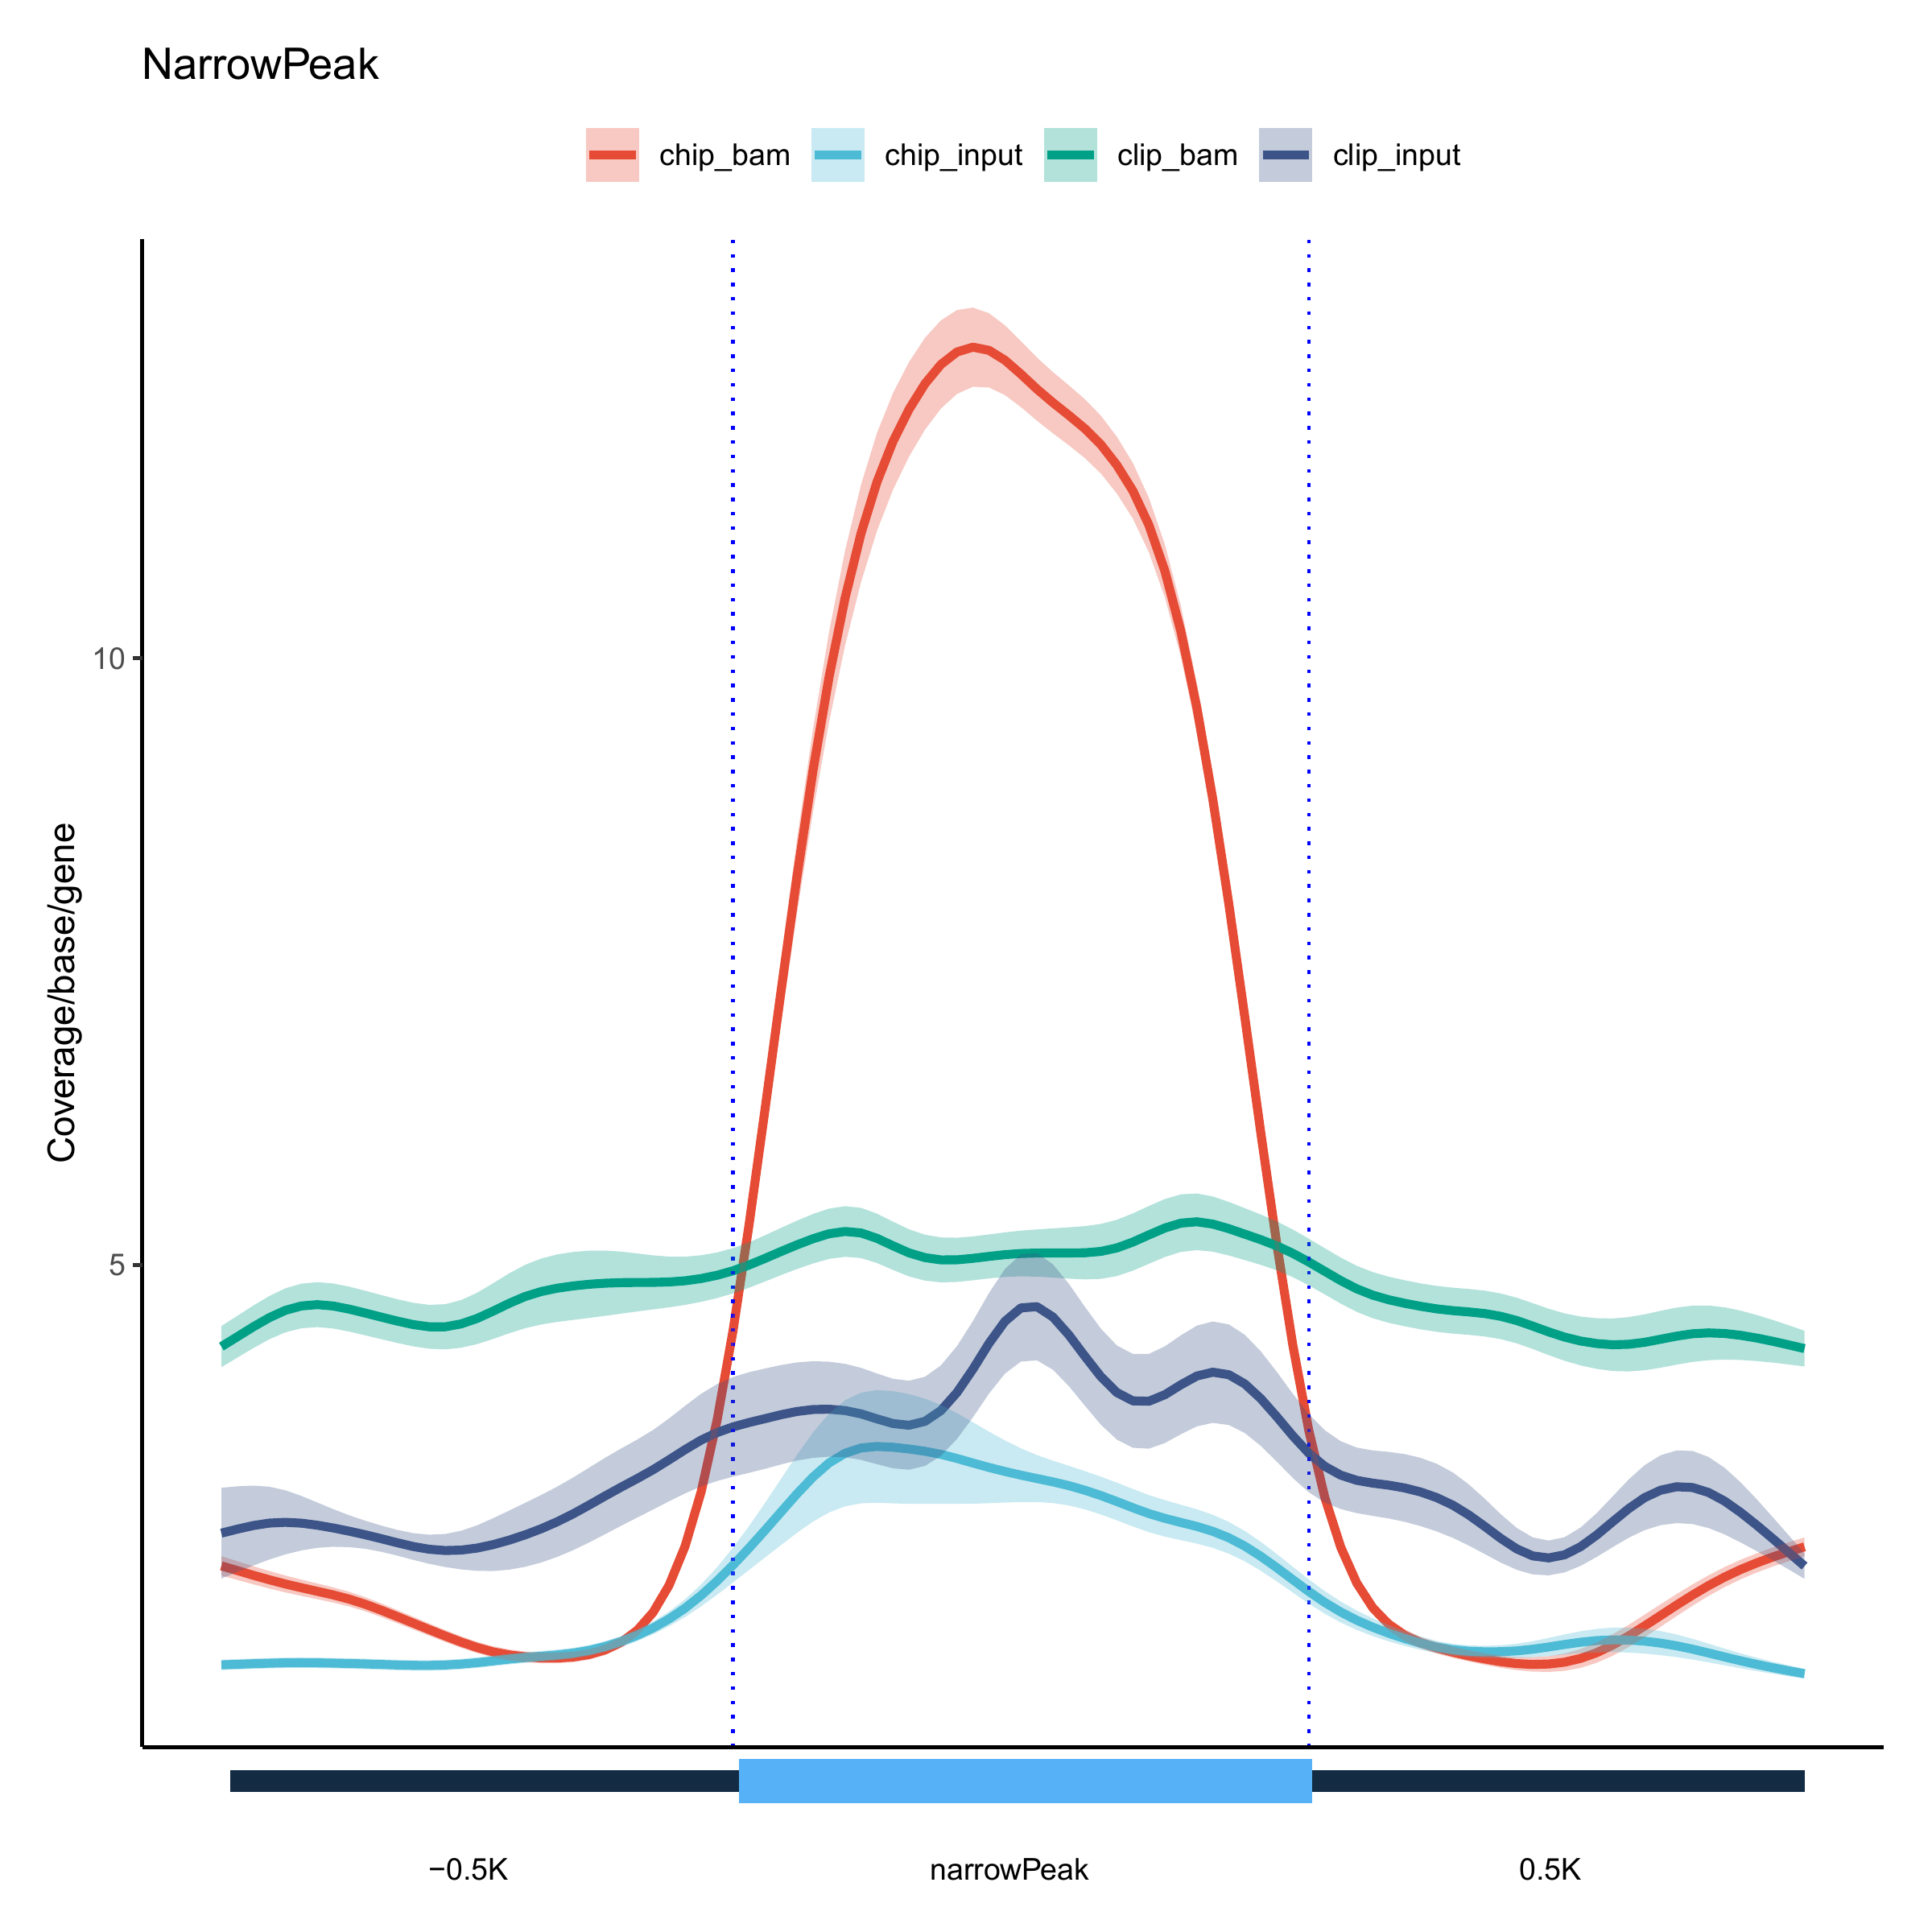 NarrowPeak
chip_bam chip_input clip_bam clip_input
Coverage/base/gene
10
5
−0.5K narrowPeak 0.5K